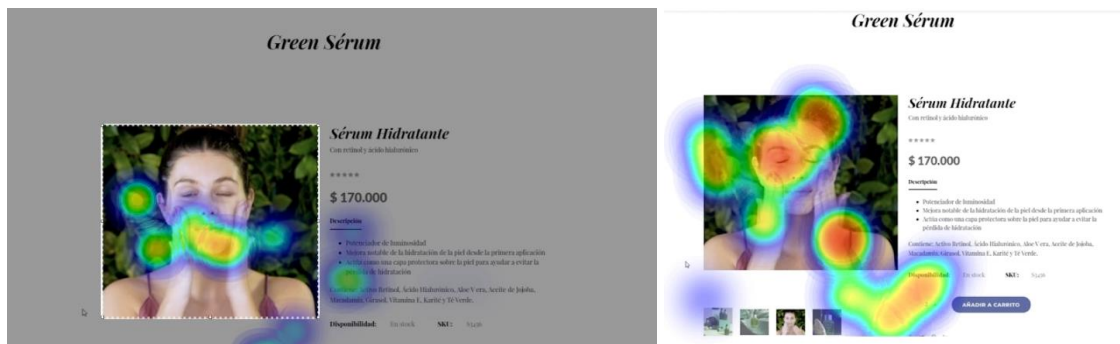 Green Sérum
Sérum Hidratante
Con retinol y ácido hialurónico
$ 170.000
Descripción
Potenciador de luminosidad
Mejora notable de la hidratación de la piel desde la primera aplicación
Actúa como una capa protectora sobre la piel para ayudar a evitar la
pérdida de hidratación
Contiene: Activo Retinol, Ácido Hialurónico, Aloe Vera, Aceite de Jojoba,
Macadamia, Girasol, Vitamina E, Karité y Té Verde.
Disponibilidad: En stock SKU:
Green Sérum
Sérum Hidratante
Con retinol y ácido hialurónico
$ 170.000
Descripción
Potenciador de luminosidad
Mejora notable de la hidratación de la piel desde la primera aplicación
Actúa como una capa protectora sobre la piel para ayudar a evitar la
pérdida de hidratación
Contiene: Activo Retinol, Ácido Hialurónico, Aloe Vera, Aceite de Jojoba,
Macadamia, Girasol, Vitamina E, Karité y Té Verde.
Disponibilidad En stock SKU:
AÑADIR A CARRITO